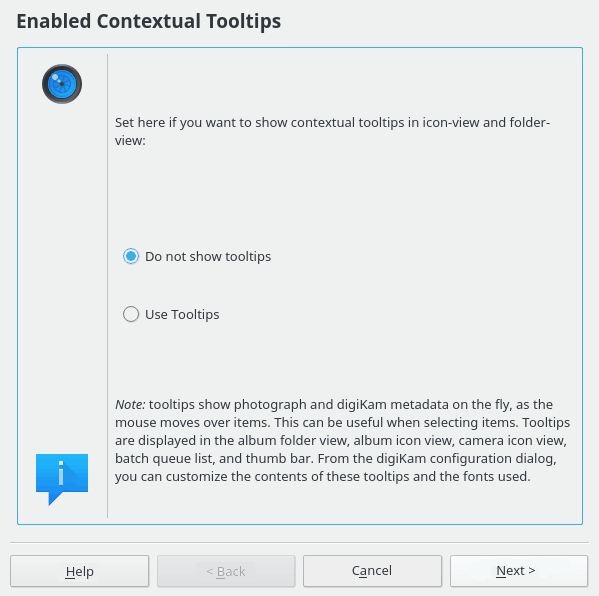 Enabled Contextual Tooltips
Set here if you want to show contextual tooltips in icon-view and folder-
view:
Do not show tooltips
Use Tooltips
Note: tooltips show photograph and digiKam metadata on the fly, as the
mouse moves over items. This can be useful when selecting items. Tooltips
are displayed in the album folder view, album icon view, camera icon view,
batch queue list, and thumb bar. From the digiKam configuration dialog,
you can customize the contents of these tooltips and the fonts used.
Help
< Back
Cancel
Next >